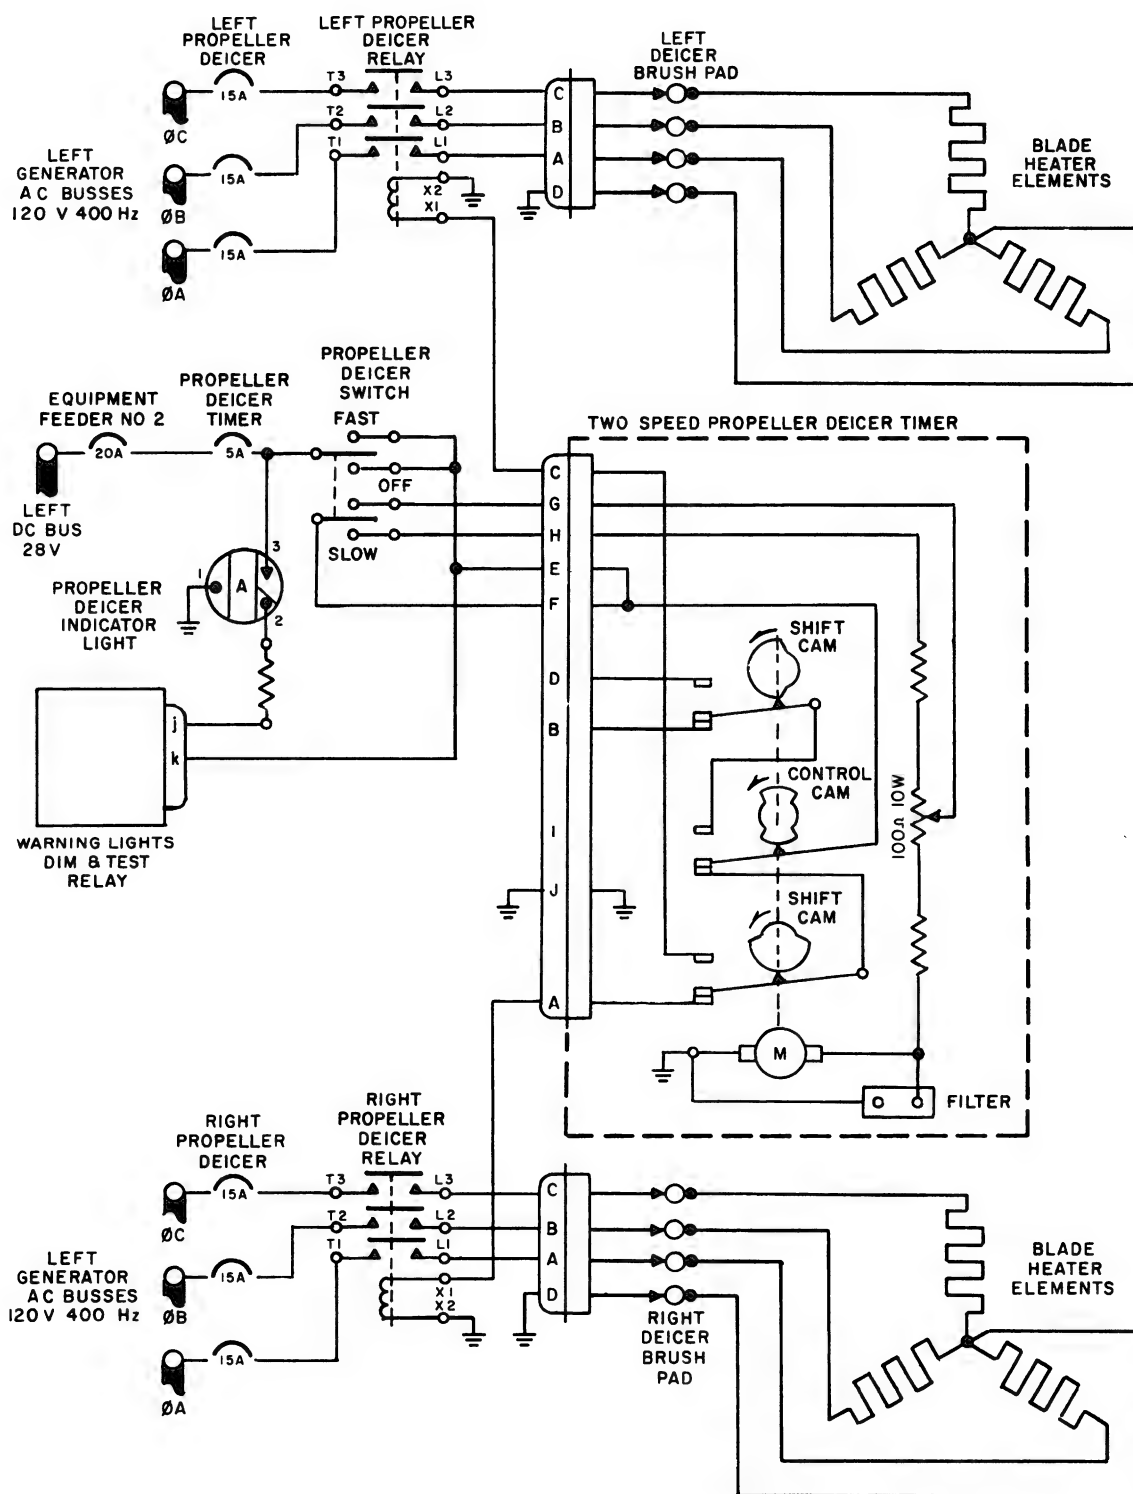 LEFT
PROPELLER
DEICER
LEFT PROPELLER
DEICER
RELAY
LEFT
DEICER
BRUSH PAD
15A
T3
L3
C
ØC
T2
L2
B
15A
T1
L1
A
LEFT
GENERATOR
AC BUSSES
120 V 400 Hz
ØB
X2
X1
D
15A
ØA
BLADE
HEATER
ELEMENTS
PROPELLER
DEICER
SWITCH
FAST
EQUIPMENT
FEEDER NO 2
PROPELLER
DEICER
TIMER
20A
5A
OFF
SLOW
LEFT
DC BUS
28V
TWO SPEED PROPELLER DEICER TIMER
C
G
H
E
F
D
B
I
J
A
3
1
A
2
PROPELLER
DEICER
INDICATOR
LIGHT
j
k
WARNING LIGHTS
DIM & TEST
RELAY
SHIFT
CAM
CONTROL
CAM
100Ω 10W
SHIFT
CAM
M
FILTER
RIGHT
PROPELLER
DEICER
RIGHT
PROPELLER
DEICER
RELAY
15A
T3
L3
C
ØC
T2
L2
B
15A
T1
L1
A
LEFT
GENERATOR
AC BUSSES
120 V 400 Hz
ØB
X1
X2
D
15A
ØA
RIGHT
DEICER
BRUSH
PAD
BLADE
HEATER
ELEMENTS